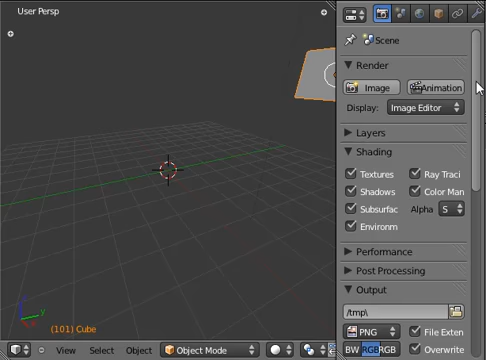 User Persp
Scene
Render
Image
Animation
Display:
Image Editor
Layers
Shading
Textures
Ray Traci
Shadows
Color Man
Subsurfac
Alpha
S
Environm
Performance
Post Processing
Output
/tmp\
PNG
File Exten
BW
RGB
RGB
Overwrite
y
(101) Cube
View
Select
Object
Object Mode